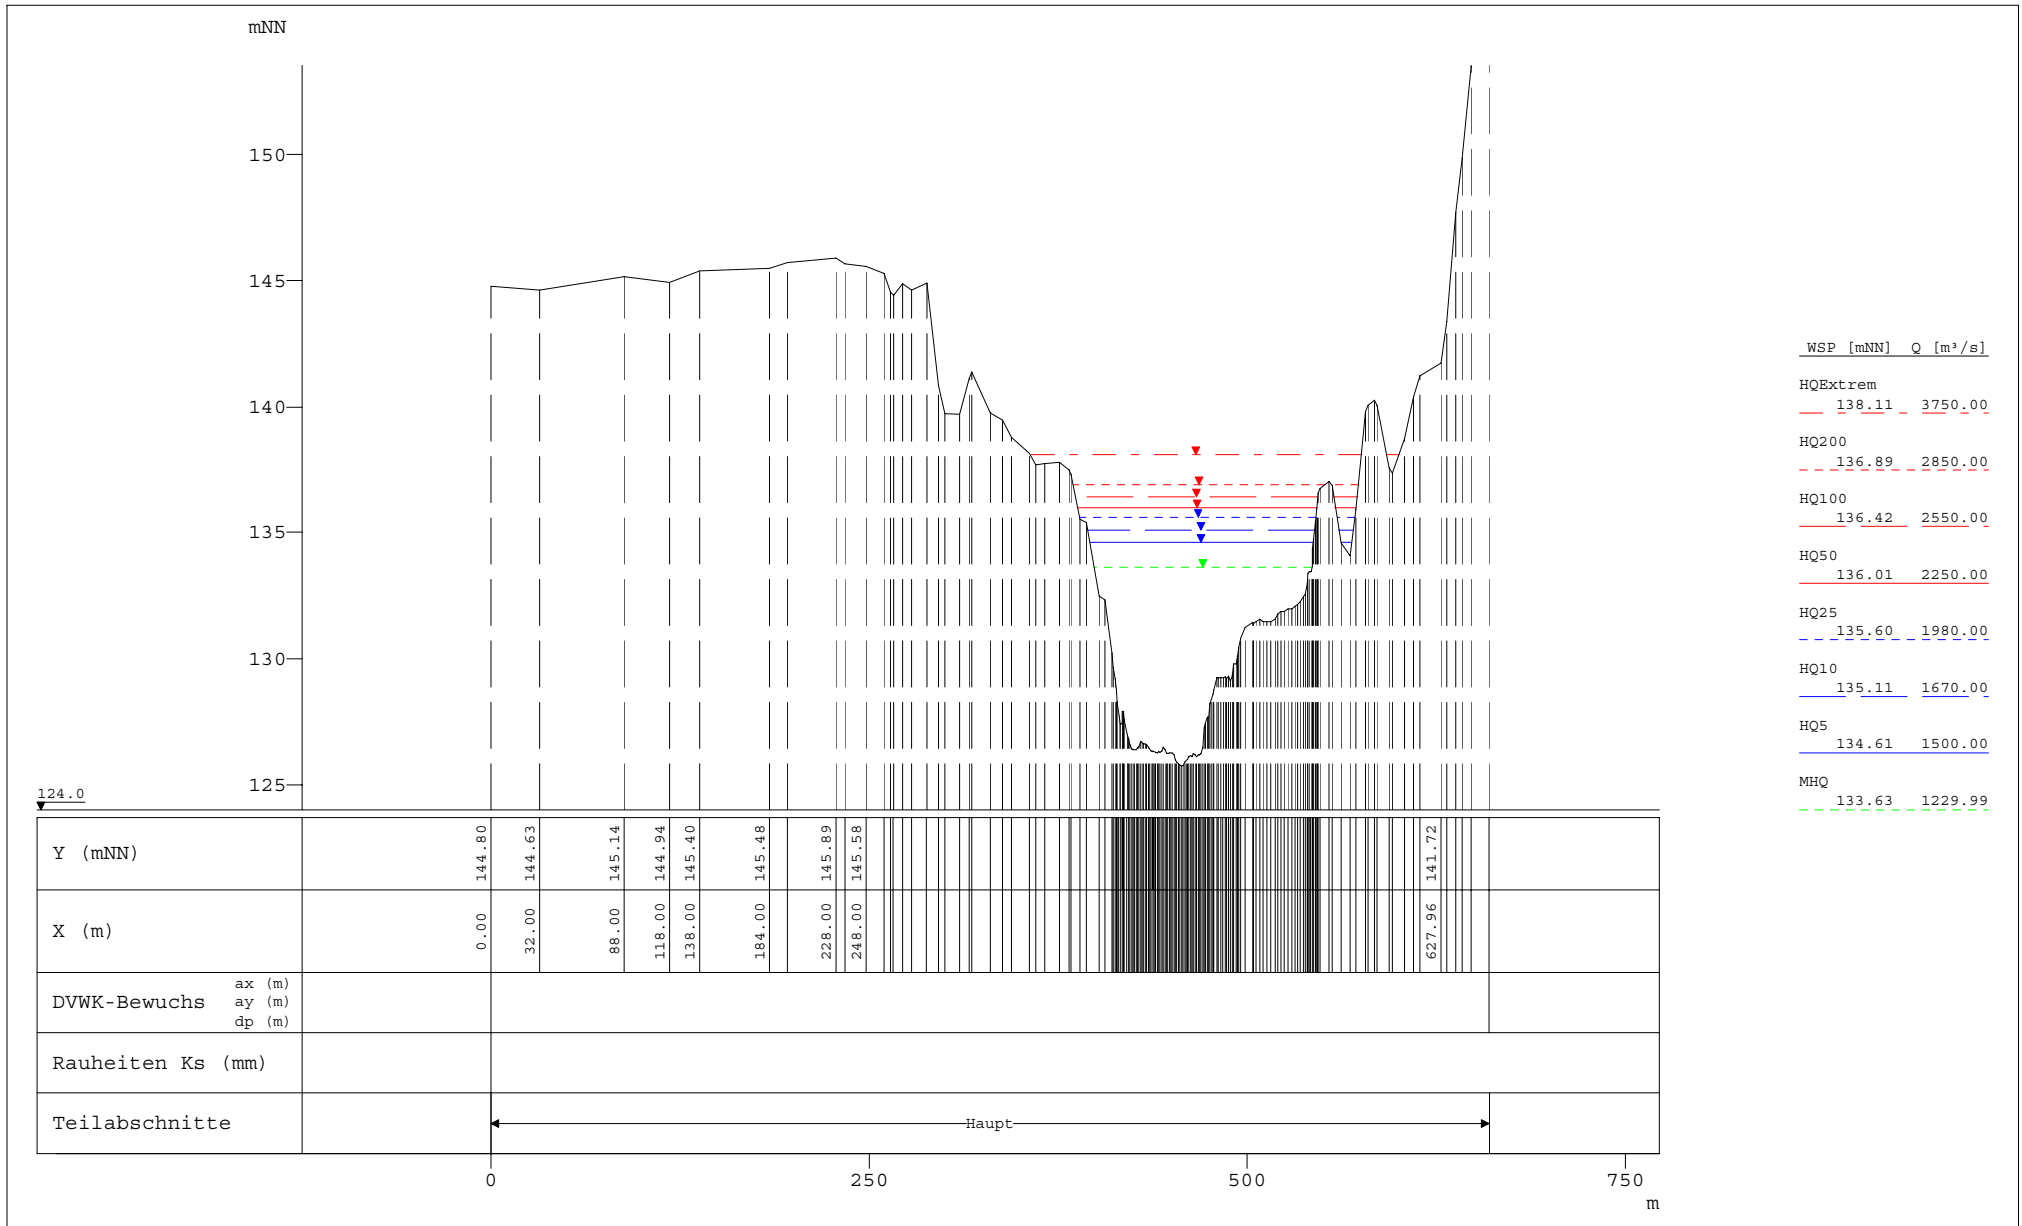 mNN
150
145
140
135
130
125
124.0
WSP [mNN] Q [m³/s]
HQExtrem
138.11 3750.00
HQ200
136.89 2850.00
HQ100
136.42 2550.00
HQ50
136.01 2250.00
HQ25
135.60 1980.00
HQ10
135.11 1670.00
HQ5
134.61 1500.00
MHQ
133.63 1229.99
Y (mNN) 144.80 144.63 145.14 144.94 145.40 145.48 145.89 145.58 141.72
X (m) 0.00 32.00 88.00 118.00 138.00 184.00 228.00 248.00 627.96
DVWK-Bewuchs
ax (m)
ay (m)
dp (m)
Rauheiten Ks (mm)
Teilabschnitte Haupt
0 250 500 750
m